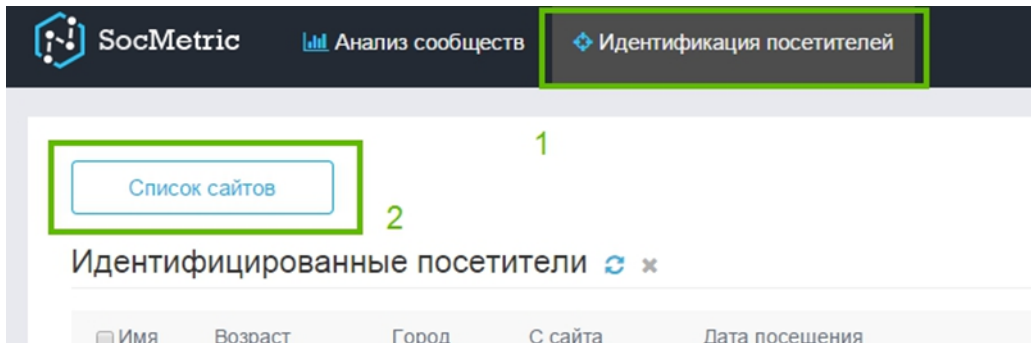 SocMetric Анализ сообществ Идентификация посетителей
1
Список сайтов
2
Идентифицированные посетители
Имя Возраст Город С сайта Дата посещения